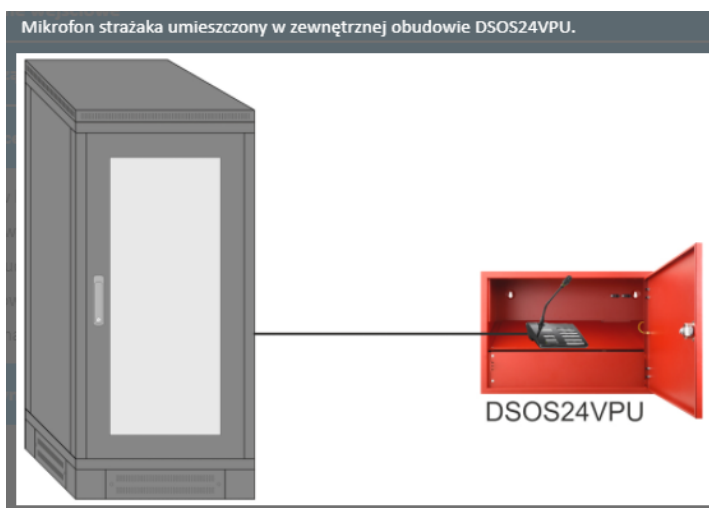 Mikrofon strażaka umieszczony w zewnętrznej obudowie DSOS24VPU.
DSOS24VPU